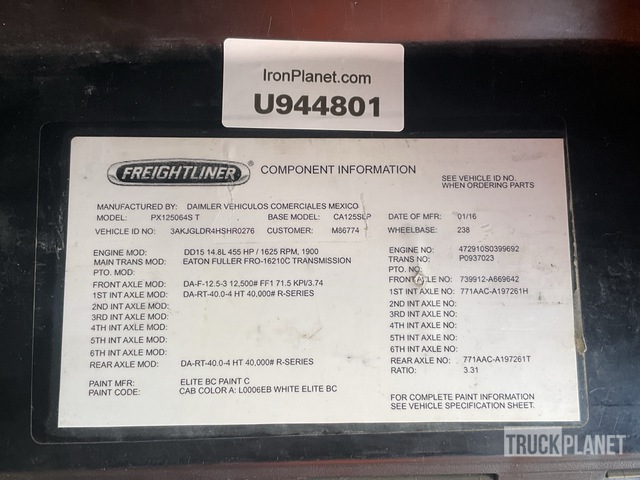 IronPlanet.com
U944801
FREIGHTLINER® COMPONENT INFORMATION
SEE VEHICLE ID NO.
WHEN ORDERING PARTS
MANUFACTURED BY: DAIMLER VEHICULOS COMERCIALES MEXICO
MODEL: PX125064S T BASE MODEL: CA125SLP DATE OF MFR: 01/16
VEHICLE ID NO: 3AKJGLDR4HSHR0276 CUSTOMER: M86774 WHEELBASE: 238
ENGINE MOD: DD15 14.8L 455 HP / 1625 RPM, 1900 ENGINE NO: 472910S0399692
MAIN TRANS MOD: EATON FULLER FRO-16210C TRANSMISSION TRANS NO: P0937023
PTO. MOD: PTO. NO:
FRONT AXLE MOD: DA-F-12.5-3 12,500# FF1 71.5 KPI/3.74 FRONT AXLE NO: 739912-A669642
1ST INT AXLE MOD: DA-RT-40.0-4 HT 40,000# R-SERIES 1ST INT AXLE NO: 771AAC-A197261H
2ND INT AXLE MOD: 2ND INT AXLE NO:
3RD INT AXLE MOD: 3RD INT AXLE NO:
4TH INT AXLE MOD: 4TH INT AXLE NO:
5TH INT AXLE MOD: 5TH INT AXLE NO:
6TH INT AXLE MOD: 6TH INT AXLE NO:
REAR AXLE MOD: DA-RT-40.0-4 HT 40,000# R-SERIES REAR AXLE NO: 771AAC-A197261T
RATIO: 3.31
PAINT MFR: ELITE BC PAINT C
PAINT CODE: CAB COLOR A: L0006EB WHITE ELITE BC
FOR COMPLETE PAINT INFORMATION
SEE VEHICLE SPECIFICATION SHEET.
TRUCKPLANET